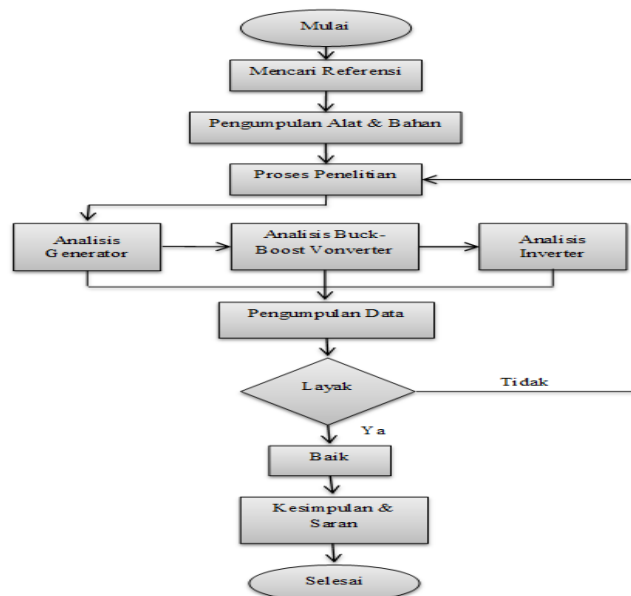 Mulai
Mencari Referensi
Pengumpulan Alat & Bahan
Proses Penelitian
Analisis
Generator
Analisis Buck-
Boost Vonverter
Analisis
Inverter
Pengumpulan Data
Layak
Tidak
Ya
Baik
Kesimpulan &
Saran
Selesai